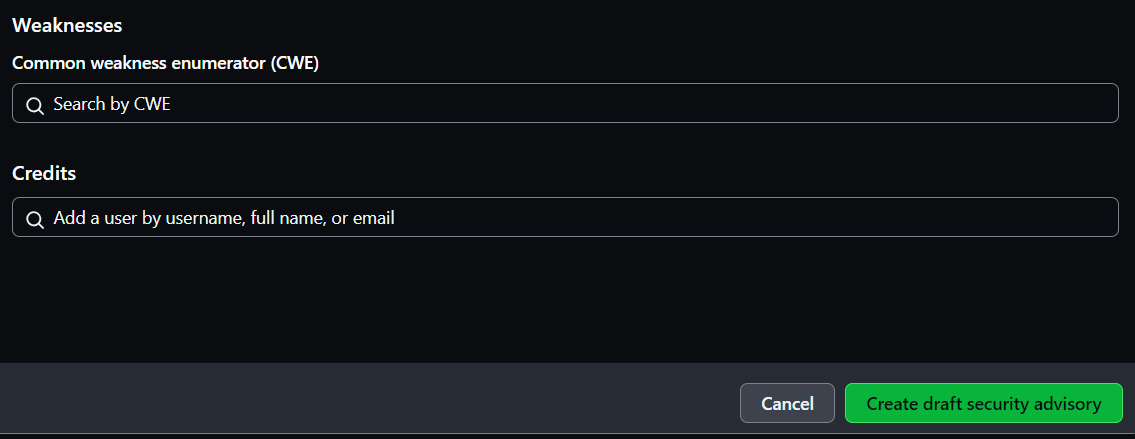 Weaknesses
Common weakness enumerator (CWE)
Search by CWE
Credits
Add a user by username, full name, or email
Cancel
Create draft security advisory